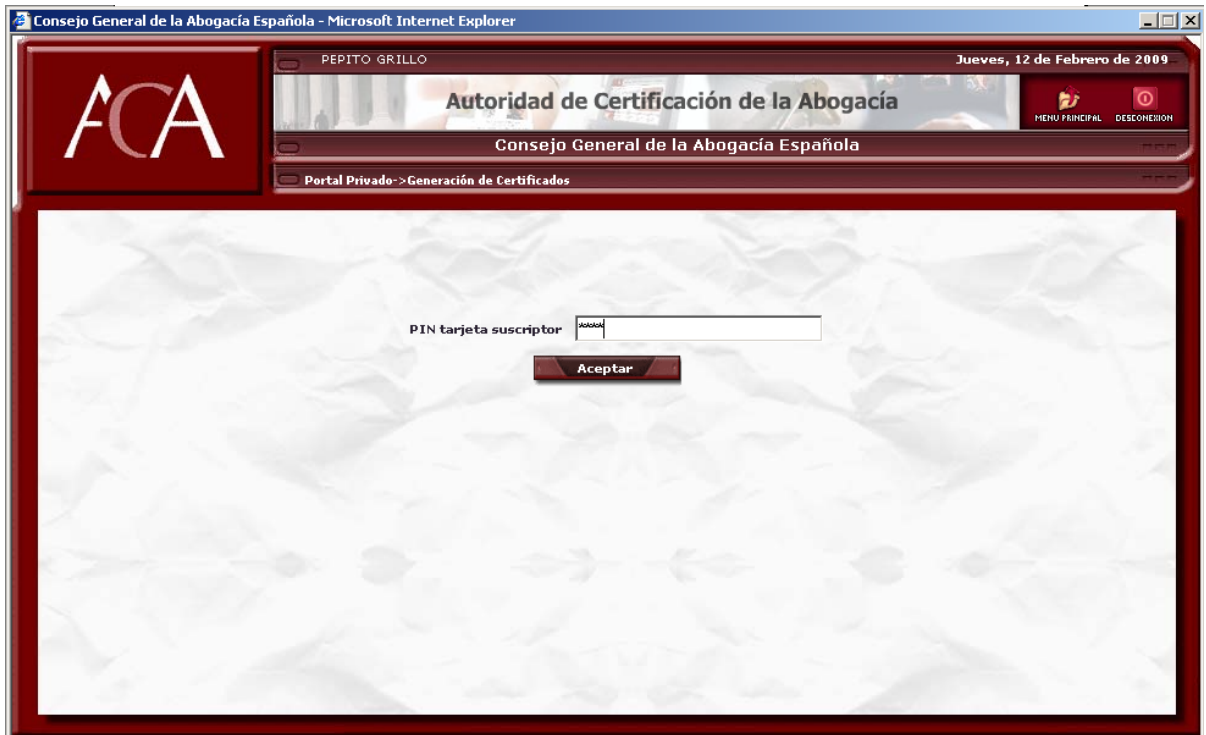 Consejo General de la Abogacía Española - Microsoft Internet Explorer
ACA
PEPITO GRILLO
Jueves, 12 de Febrero de 2009
Autoridad de Certificación de la Abogacía
MENU PRINCIPAL
DESCONEXION
Consejo General de la Abogacía Española
Portal Privado->Generación de Certificados
PIN tarjeta suscriptor
Aceptar